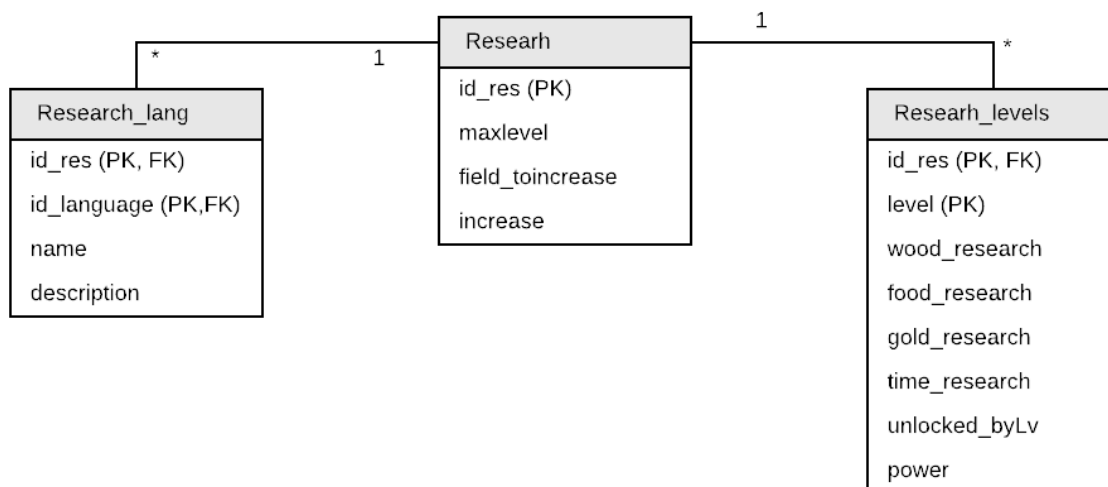 Researh
id_res (PK)
maxlevel
field_toincrease
increase
1
*
1
*
Research_lang
id_res (PK, FK)
id_language (PK,FK)
name
description
Researh_levels
id_res (PK, FK)
level (PK)
wood_research
food_research
gold_research
time_research
unlocked_byLv
power